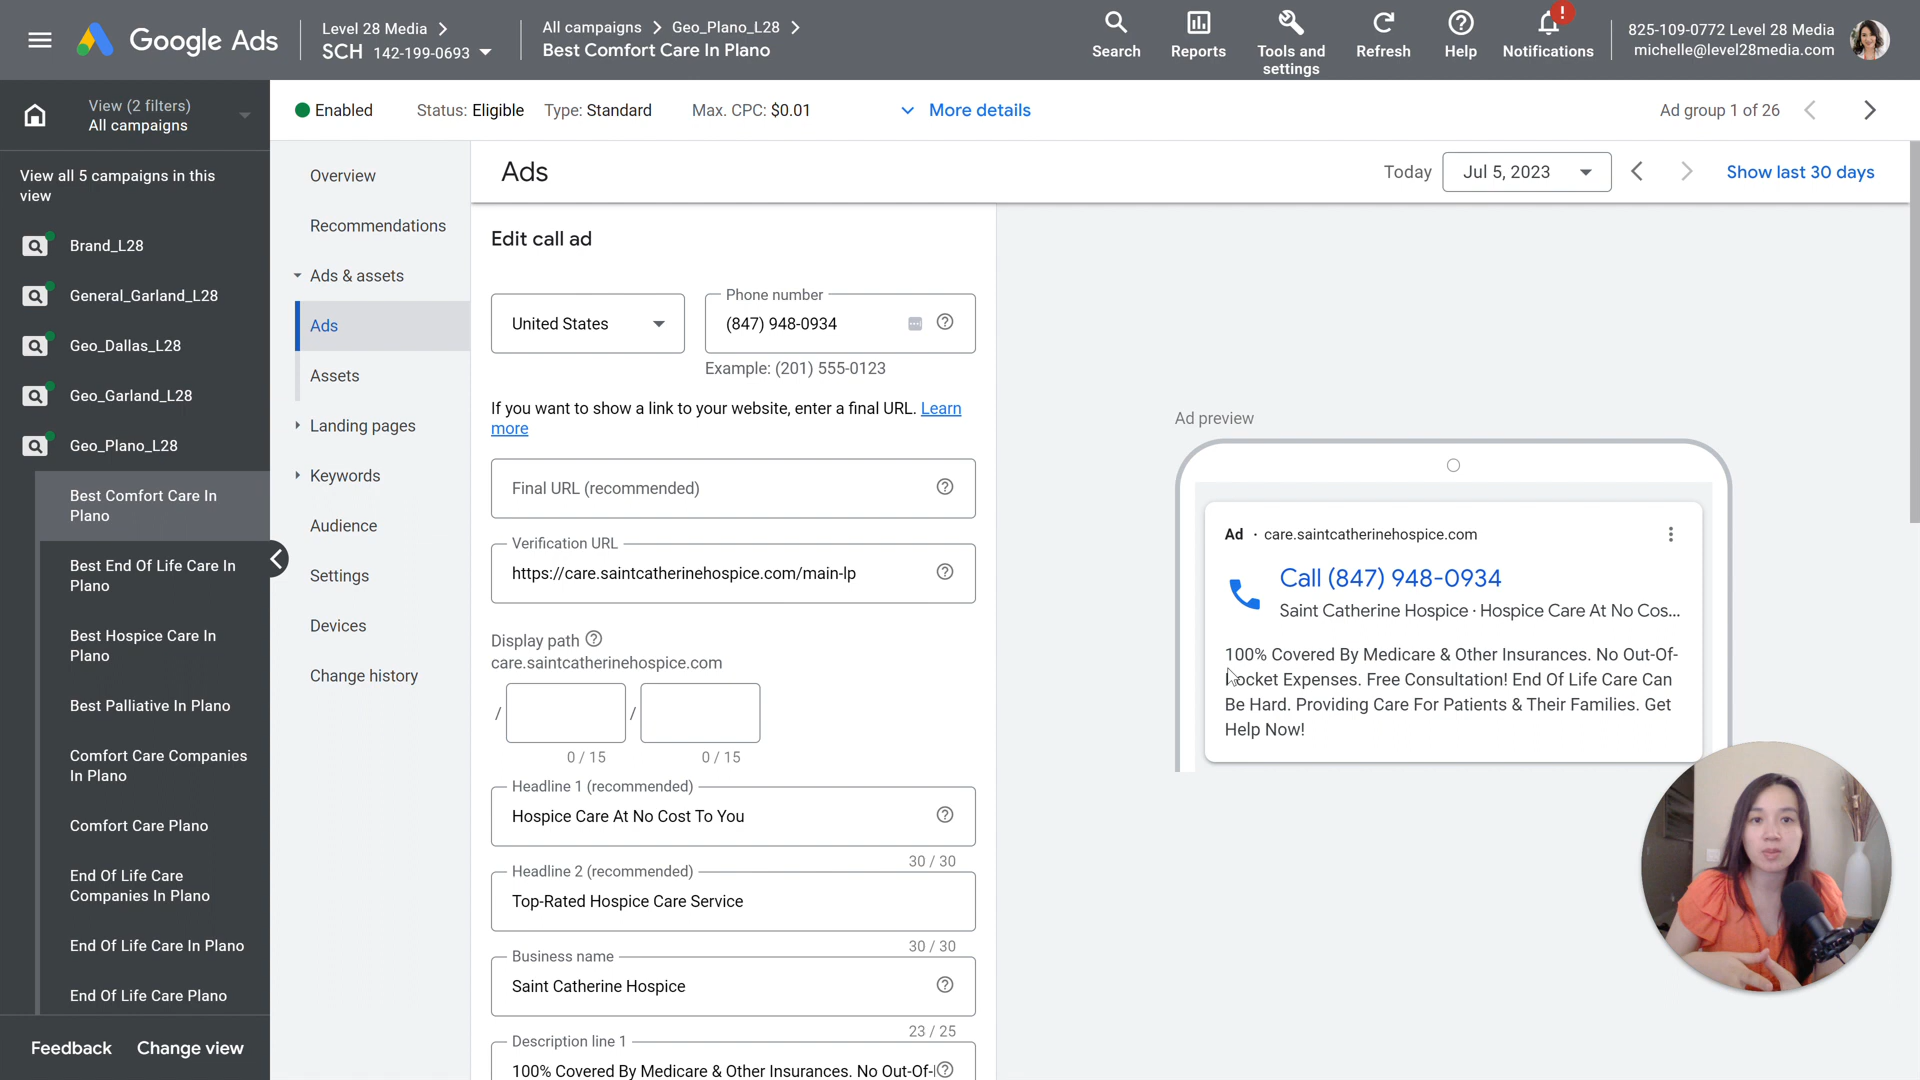 Google Ads
Level 28 Media
SCH 142-199-0693
All campaigns > Geo_Plano_L28 >
Best Comfort Care In Plano
Search
Reports
Tools and
settings
Refresh
Help
Notifications
!
825-109-0772 Level 28 Media
michelle@level28media.com
View (2 filters)
All campaigns
Enabled
Status: Eligible
Type: Standard
Max. CPC: $0.01
More details
Ad group 1 of 26
View all 5 campaigns in this
view
Brand_L28
General_Garland_L28
Geo_Dallas_L28
Geo_Garland_L28
Geo_Plano_L28
Best Comfort Care In
Plano
Best End Of Life Care In
Plano
Best Hospice Care In
Plano
Best Palliative In Plano
Comfort Care Companies
In Plano
Comfort Care Plano
End Of Life Care
Companies In Plano
End Of Life Care In Plano
End Of Life Care Plano
Feedback
Change view
Overview
Recommendations
Ads & assets
Ads
Assets
Landing pages
Keywords
Audience
Settings
Devices
Change history
Ads
Today
Jul 5, 2023
Show last 30 days
Edit call ad
United States
Phone number
(847) 948-0934
Example: (201) 555-0123
If you want to show a link to your website, enter a final URL. Learn
more
Final URL (recommended)
Verification URL
https://care.saintcatherinehospice.com/main-lp
Display path
care.saintcatherinehospice.com
/ /
0 / 15
0 / 15
Headline 1 (recommended)
Hospice Care At No Cost To You
30 / 30
Headline 2 (recommended)
Top-Rated Hospice Care Service
30 / 30
Business name
Saint Catherine Hospice
23 / 25
Description line 1
100% Covered By Medicare & Other Insurances. No Out-Of-
Ad preview
Ad · care.saintcatherinehospice.com
Call (847) 948-0934
Saint Catherine Hospice · Hospice Care At No Cos...
100% Covered By Medicare & Other Insurances. No Out-Of-
Pocket Expenses. Free Consultation! End Of Life Care Can
Be Hard. Providing Care For Patients & Their Families. Get
Help Now!